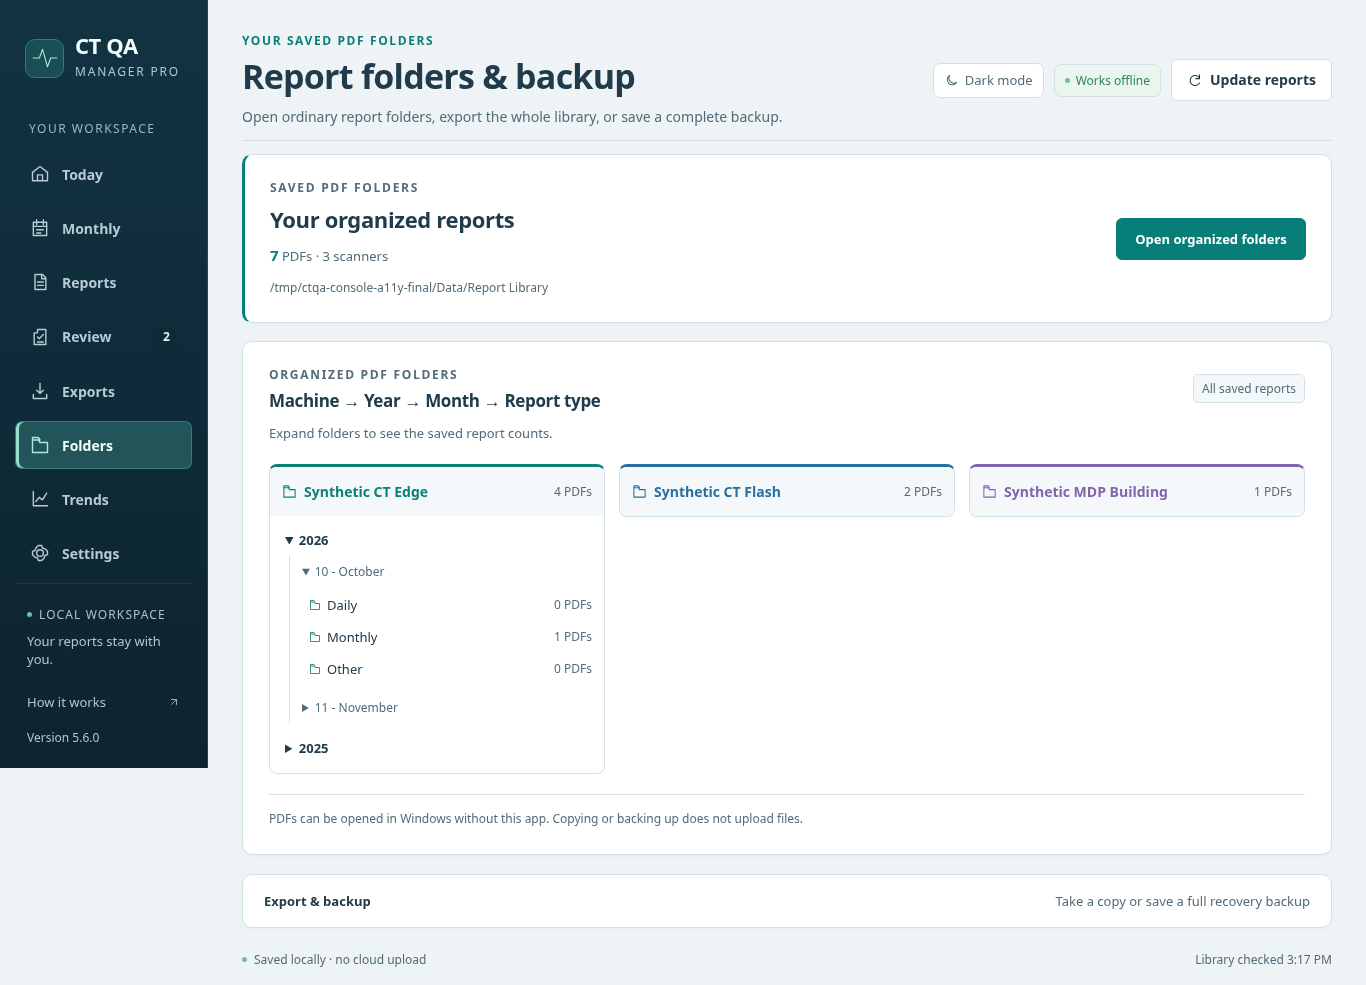 CT QA
MANAGER PRO
YOUR WORKSPACE
Today
Monthly
Reports
Review 2
Exports
Folders
Trends
Settings
LOCAL WORKSPACE
Your reports stay with
you.
How it works
Version 5.6.0
YOUR SAVED PDF FOLDERS
Report folders & backup
Open ordinary report folders, export the whole library, or save a complete backup.
Dark mode
Works offline
Update reports
SAVED PDF FOLDERS
Your organized reports
7 PDFs · 3 scanners
/tmp/ctqa-console-a11y-final/Data/Report Library
Open organized folders
ORGANIZED PDF FOLDERS
Machine → Year → Month → Report type
Expand folders to see the saved report counts.
All saved reports
Synthetic CT Edge 4 PDFs
2026
10 - October
Daily 0 PDFs
Monthly 1 PDFs
Other 0 PDFs
11 - November
2025
Synthetic CT Flash 2 PDFs
Synthetic MDP Building 1 PDFs
PDFs can be opened in Windows without this app. Copying or backing up does not upload files.
Export & backup
Take a copy or save a full recovery backup
Saved locally · no cloud upload
Library checked 3:17 PM